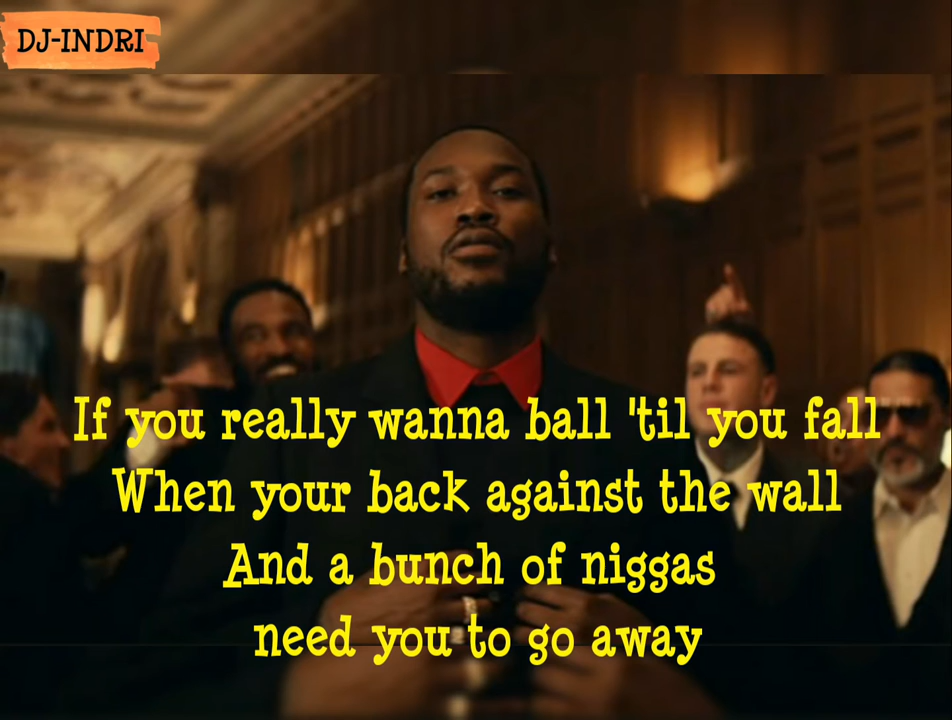 DJ-INDRI
If you really wanna ball 'til you fall
When your back against the wall
And a bunch of niggas
need you to go away